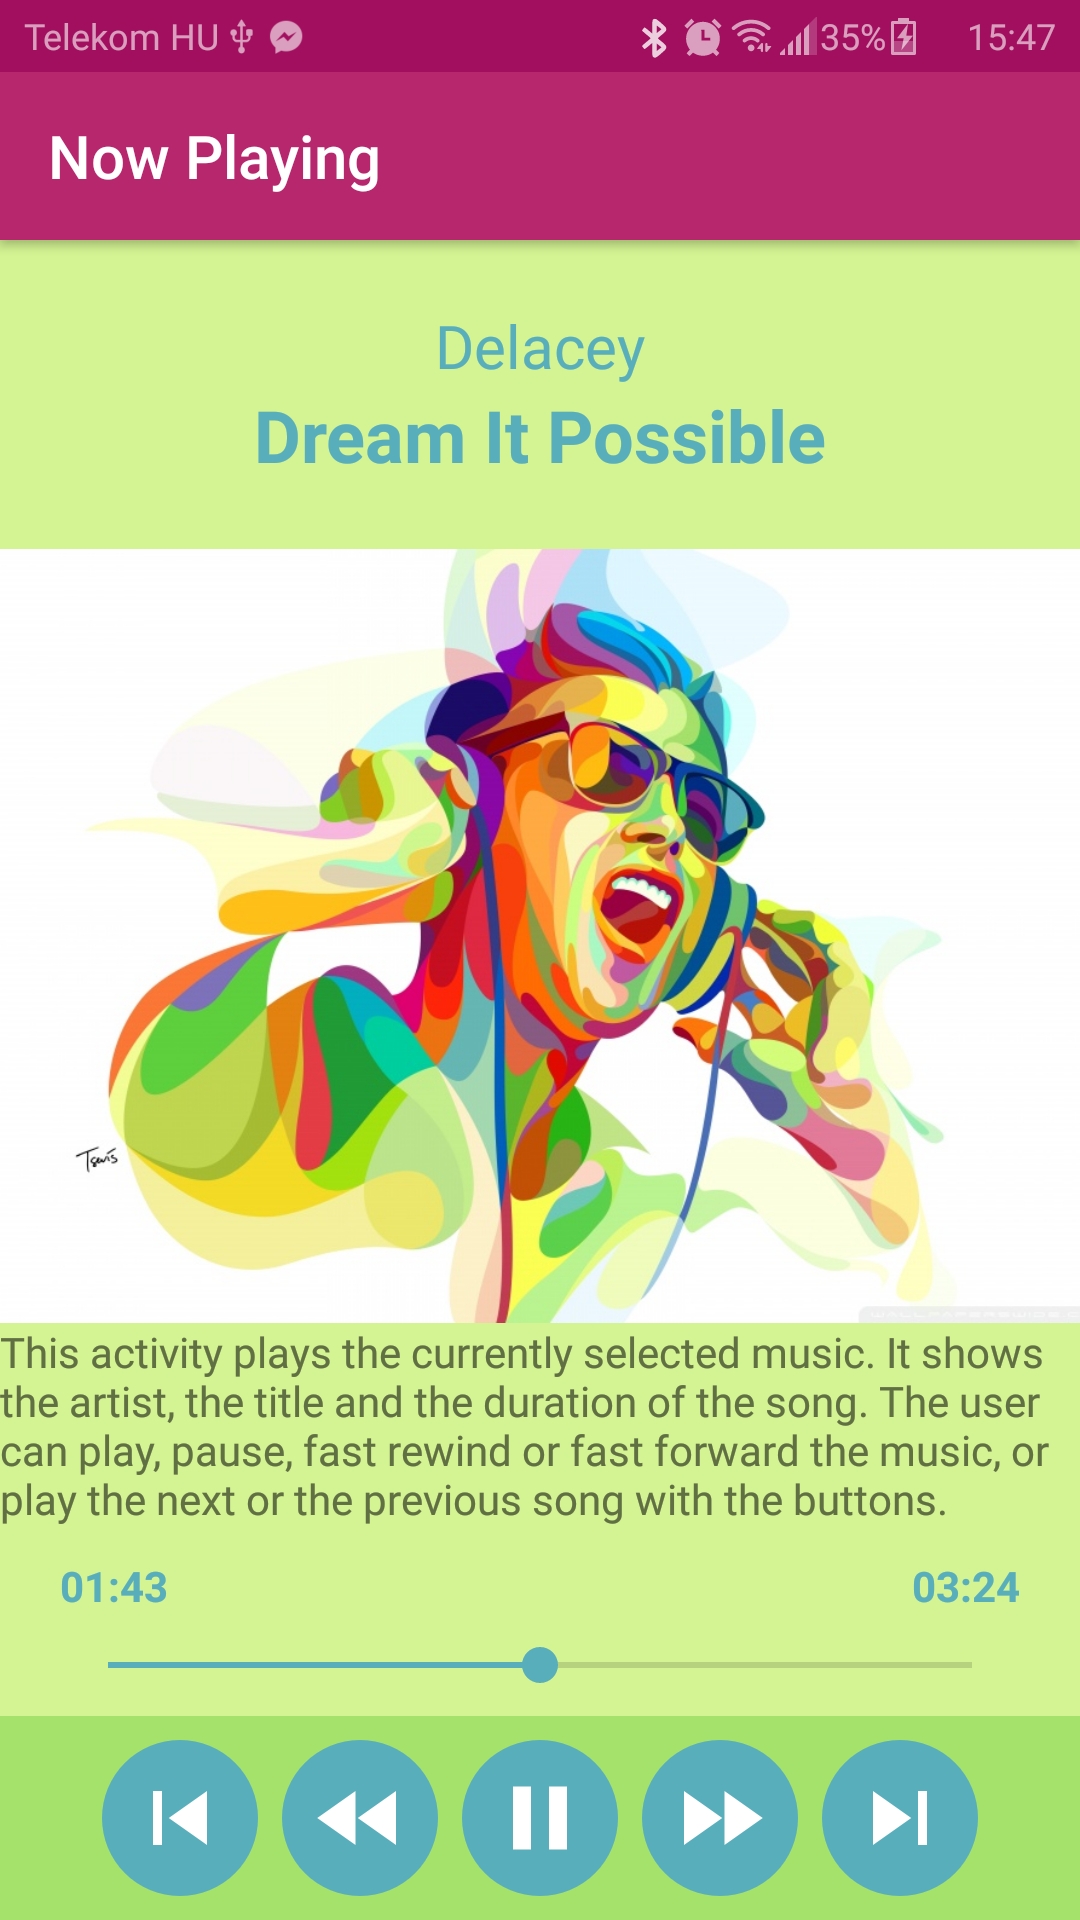 Telekom HU 35% 15:47
Now Playing
Delacey
Dream It Possible
Tsevis
This activity plays the currently selected music. It shows
the artist, the title and the duration of the song. The user
can play, pause, fast rewind or fast forward the music, or
play the next or the previous song with the buttons.
01:43 03:24